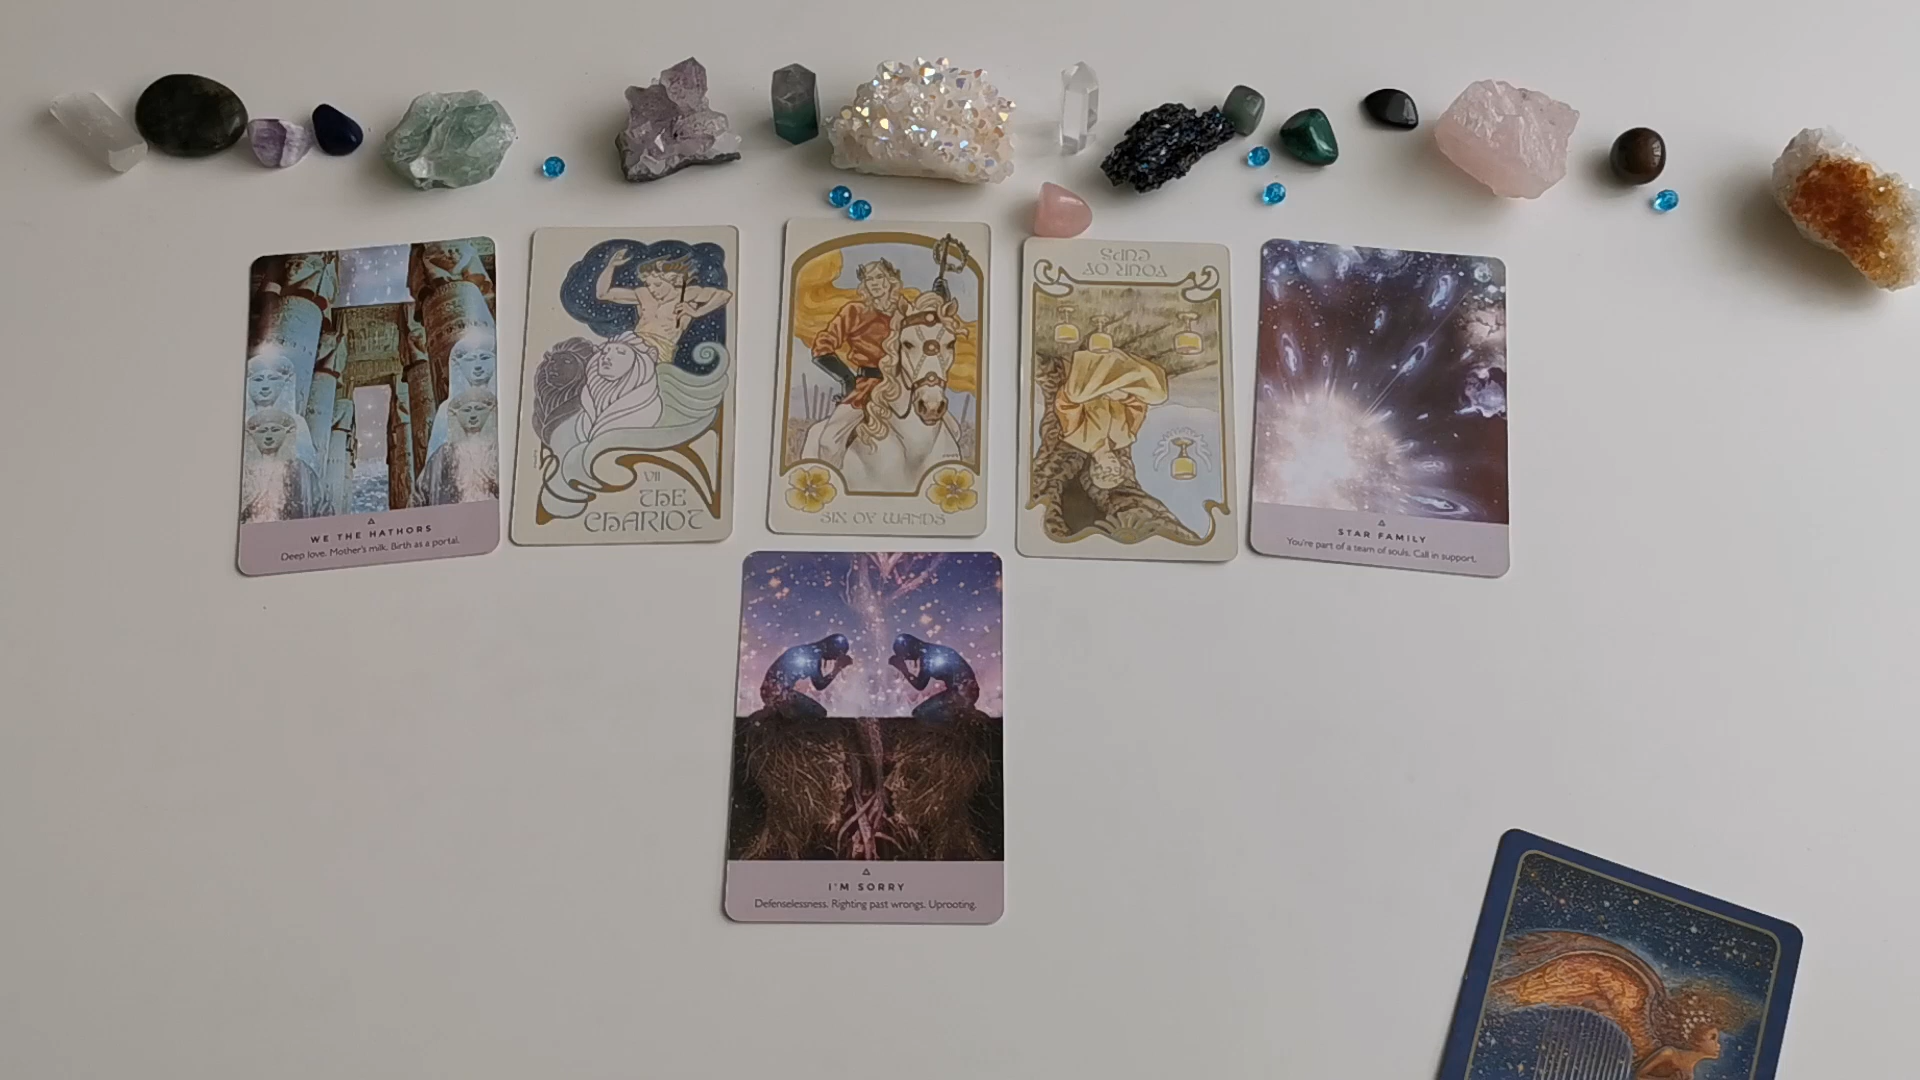 WE THE HATHORS
Deep love. Mother's milk. Birth as a portal.
VII
THE
CHARIOT
SIX OF WANDS
FOUR OF
CUPS
STAR FAMILY
You're part of a team of souls. Call in support.
I'M SORRY
Defenselessness. Righting past wrongs. Uprooting.